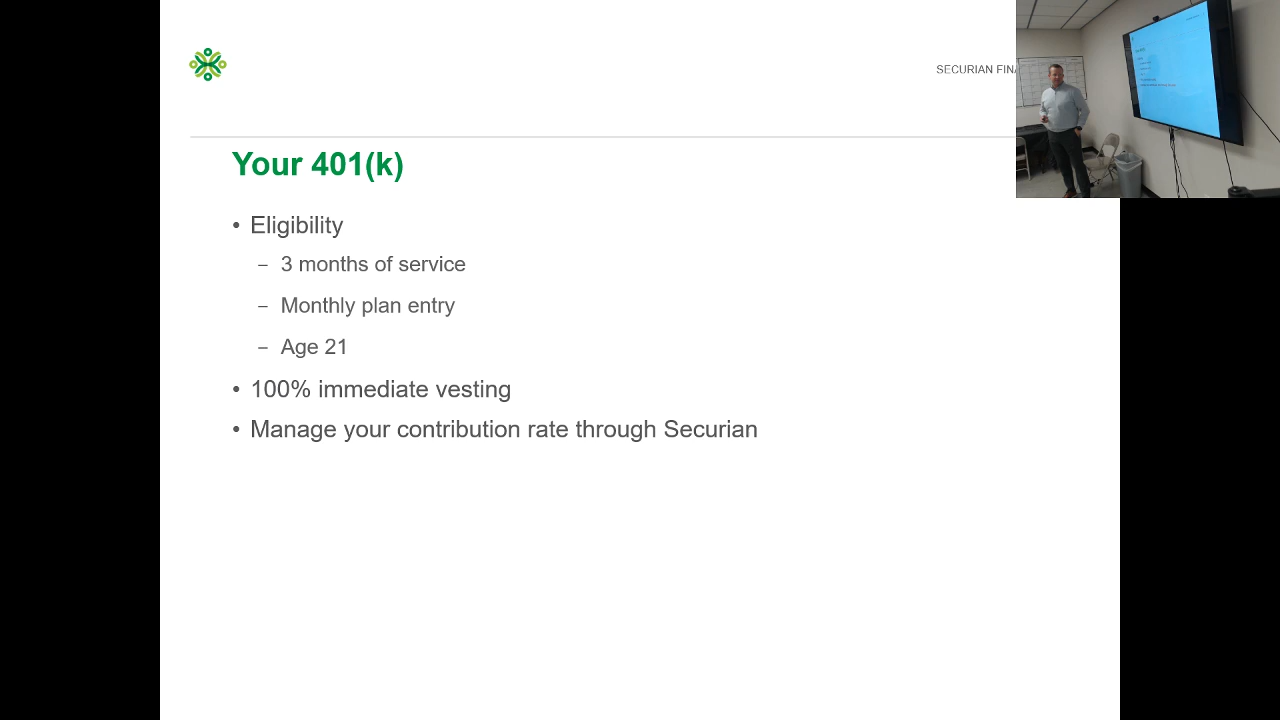 SECURIAN
Your 401(k)
• Eligibility
– 3 months of service
– Monthly plan entry
– Age 21
• 100% immediate vesting
• Manage your contribution rate through Securian